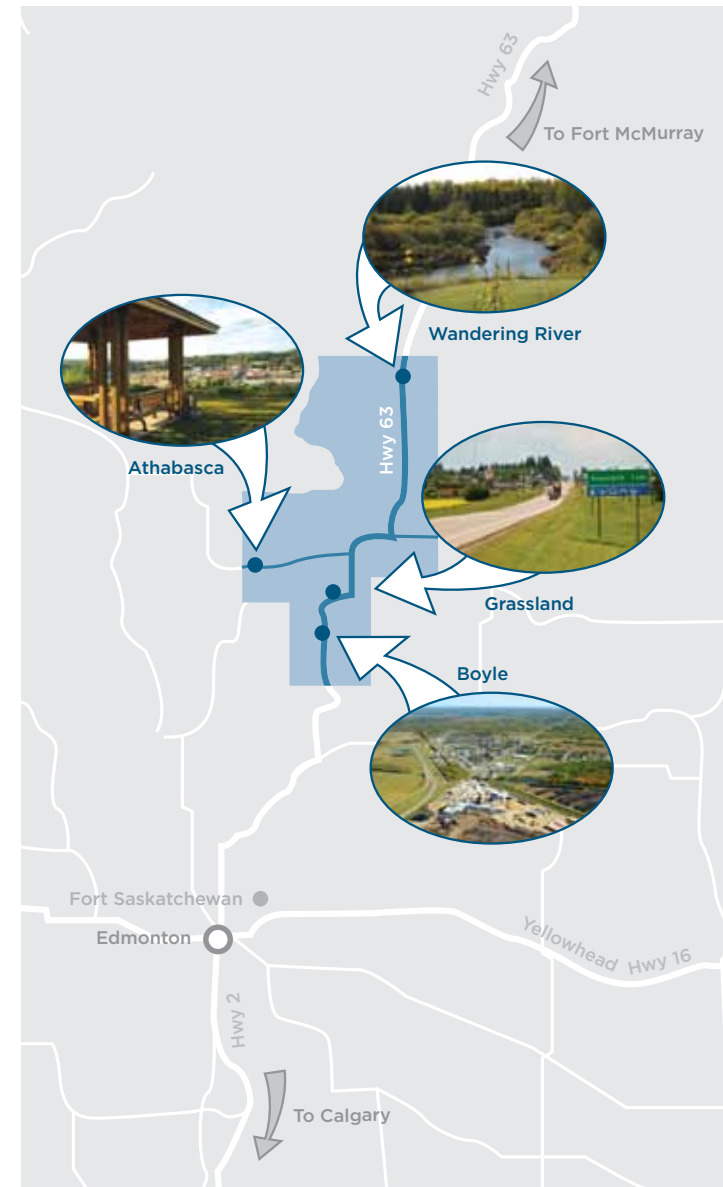 Hwy 63
To Fort McMurray
Wandering River
Athabasca
Hwy 63
Grassland
Boyle
Fort Saskatchewan
Edmonton
Yellowhead Hwy 16
Hwy 2
To Calgary